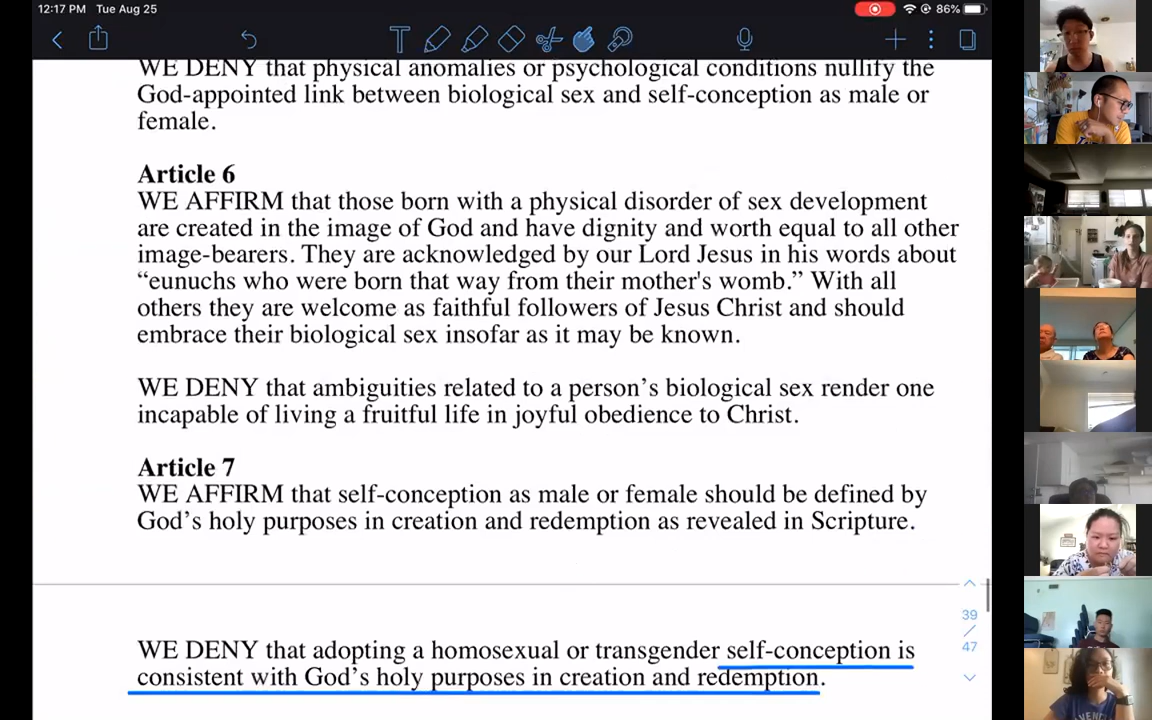 12:17 PM Tue Aug 25
86%
T
WE DENY that physical anomalies or psychological conditions nullify the
God-appointed link between biological sex and self-conception as male or
female.
Article 6
WE AFFIRM that those born with a physical disorder of sex development
are created in the image of God and have dignity and worth equal to all other
image-bearers. They are acknowledged by our Lord Jesus in his words about
“eunuchs who were born that way from their mother's womb.” With all
others they are welcome as faithful followers of Jesus Christ and should
embrace their biological sex insofar as it may be known.
WE DENY that ambiguities related to a person’s biological sex render one
incapable of living a fruitful life in joyful obedience to Christ.
Article 7
WE AFFIRM that self-conception as male or female should be defined by
God’s holy purposes in creation and redemption as revealed in Scripture.
39
/
47
WE DENY that adopting a homosexual or transgender self-conception is
consistent with God’s holy purposes in creation and redemption.